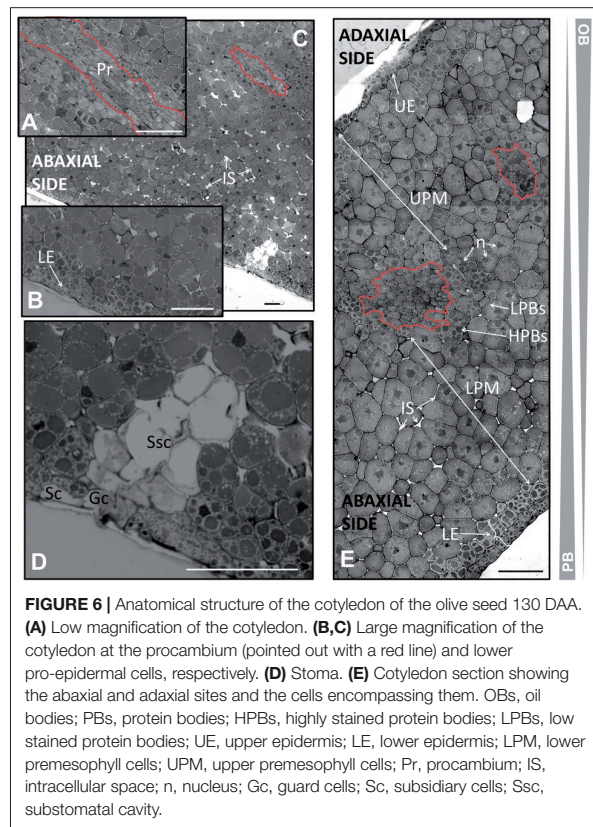 Pr
A
C
IS
ABAXIAL
SIDE
LE
B
Ssc
Sc
Gc
D
ADAXIAL
SIDE
UE
UPM
n
LPBs
HPBs
LPM
IS
ABAXIAL
SIDE
LE
E
OB
PB
FIGURE 6 | Anatomical structure of the cotyledon of the olive seed 130 DAA.
(A) Low magnification of the cotyledon. (B,C) Large magnification of the
cotyledon at the procambium (pointed out with a red line) and lower
pro-epidermal cells, respectively. (D) Stoma. (E) Cotyledon section showing
the abaxial and adaxial sites and the cells encompassing them. OBs, oil
bodies; PBs, protein bodies; HPBs, highly stained protein bodies; LPBs, low
stained protein bodies; UE, upper epidermis; LE, lower epidermis; LPM, lower
premesophyll cells; UPM, upper premesophyll cells; Pr, procambium; IS,
intracellular space; n, nucleus; Gc, guard cells; Sc, subsidiary cells; Ssc,
substomatal cavity.